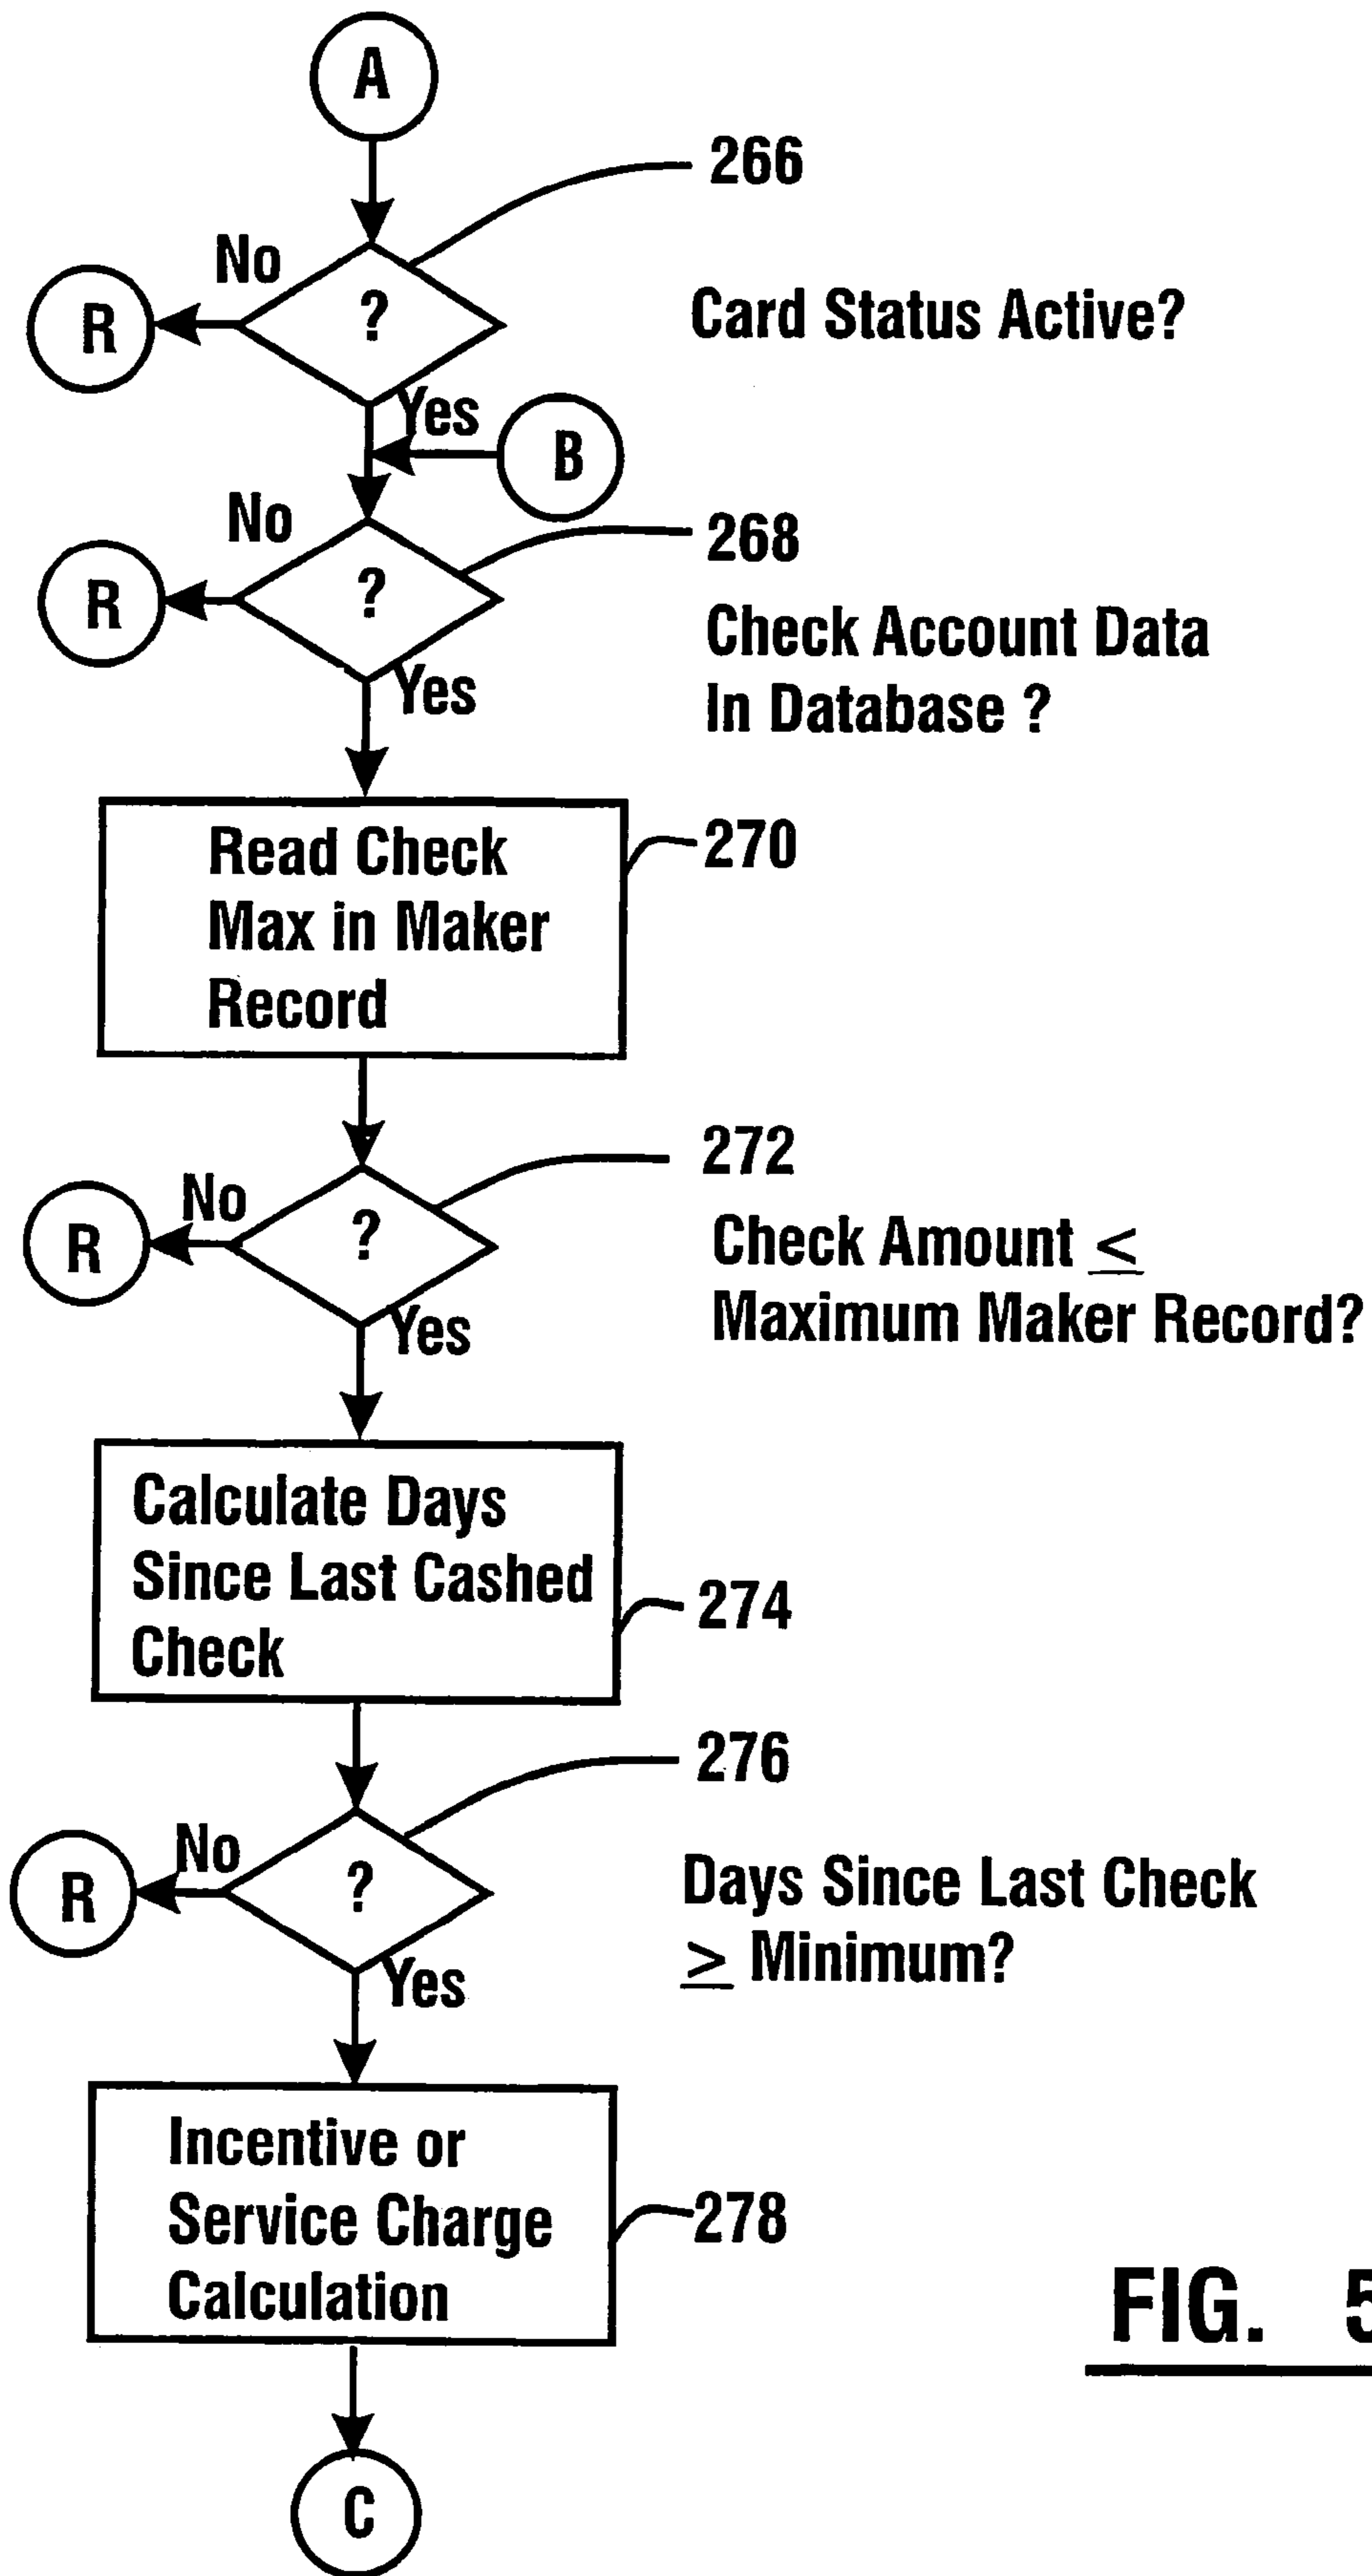 A
266
No
?
R
Card Status Active?
Yes
B
No
268
?
R
Check Account Data
In Database ?
Yes
Read Check
Max in Maker
Record
270
272
No
?
R
Check Amount ≤
Maximum Maker Record?
Yes
Calculate Days
Since Last Cashed
Check
274
276
No
?
R
Days Since Last Check
≥ Minimum?
Yes
Incentive or
Service Charge
Calculation
278
FIG. 5
C